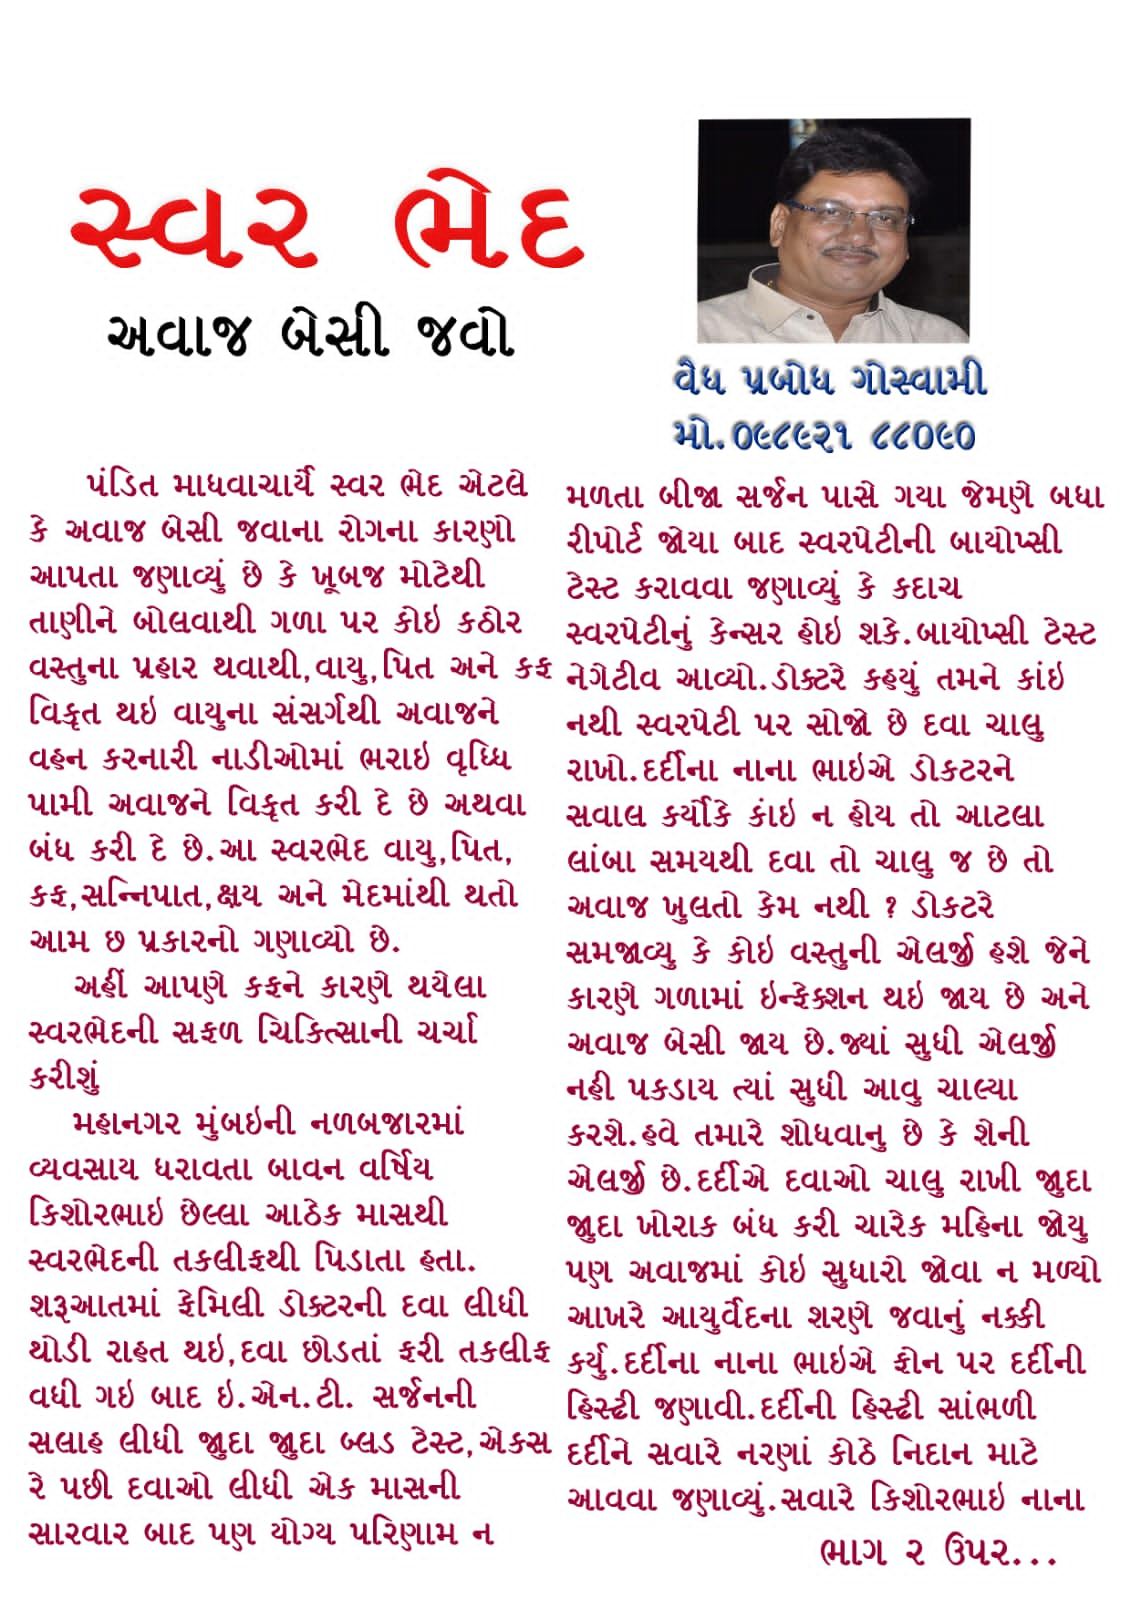 સ્વર ભેદ
અવાજ બેસી જવો
વૈધ પ્રબોધ ગોસ્વામી
મો.૦૯૮૯૨૧ ૮૮૦૯૦
પંડિત માધવાચાર્યે સ્વર ભેદ એટલે
કે અવાજ બેસી જવાના રોગના કારણો
આપતા જણાવ્યું છે કે ખૂબજ મોટેથી
તાણીને બોલવાથી ગળા પર કોઇ કઠોર
વસ્તુના પ્રહાર થવાથી,વાયુ,પિત અને કફ
વિકૃત થઇ વાયુના સંસર્ગથી અવાજને
વહન કરનારી નાડીઓમાં ભરાઇ વૃધ્ધિ
પામી અવાજને વિકૃત કરી દે છે અથવા
બંધ કરી દે છે.આ સ્વરભેદ વાયુ,પિત,
કફ,સન્નિપાત,ક્ષય અને મેદમાંથી થતો
આમ છ પ્રકારનો ગણાવ્યો છે.
અહીં આપણે કફને કારણે થયેલા
સ્વરભેદની સફળ ચિકિત્સાની ચર્ચા
કરીશું
મહાનગર મુંબઇની નળબજારમાં
વ્યવસાય ધરાવતા બાવન વર્ષિય
કિશોરભાઇ છેલ્લા આઠેક માસથી
સ્વરભેદની તકલીફથી પિડાતા હતા.
શરૂઆતમાં ફેમિલી ડોક્ટરની દવા લીધી
થોડી રાહત થઇ,દવા છોડતાં ફરી તકલીફ
વધી ગઇ બાદ ઇ.એન.ટી. સર્જનની
સલાહ લીધી જુદા જુદા બ્લડ ટેસ્ટ,એકસ
રે પછી દવાઓ લીધી એક માસની
સારવાર બાદ પણ યોગ્ય પરિણામ ન
મળતા બીજા સર્જન પાસે ગયા જેમણે બધા
રીપોર્ટ જોયા બાદ સ્વરપેટીની બાયોપ્સી
ટેસ્ટ કરાવવા જણાવ્યું કે કદાચ
સ્વરપેટીનું કેન્સર હોઇ શકે.બાયોપ્સી ટેસ્ટ
નેગેટીવ આવ્યો.ડોક્ટરે કહયું તમને કાંઇ
નથી સ્વરપેટી પર સોજો છે દવા ચાલુ
રાખો.દર્દીના નાના ભાઇએ ડોકટરને
સવાલ કર્યોકે કાંઇ ન હોય તો આટલા
લાંબા સમયથી દવા તો ચાલુ જ છે તો
અવાજ ખુલતો કેમ નથી ? ડોકટરે
સમજાવ્યુ કે કોઇ વસ્તુની એલર્જી હશે જેને
કારણે ગળામાં ઇન્ફેક્શન થઇ જાય છે અને
અવાજ બેસી જાય છે.જ્યાં સુધી એલર્જી
નહી પકડાય ત્યાં સુધી આવુ ચાલ્યા
કરશે.હવે તમારે શોધવાનુ છે કે શેની
એલર્જી છે.દર્દીએ દવાઓ ચાલુ રાખી જુદા
જુદા ખોરાક બંધ કરી ચારેક મહિના જોયુ
પણ અવાજમાં કોઇ સુધારો જોવા ન મળ્યો
આખરે આયુર્વેદના શરણે જવાનું નક્કી
કર્યુ.દર્દીના નાના ભાઇએ ફોન પર દર્દીની
હિસ્ટ્રી જણાવી.દર્દીની હિસ્ટ્રી સાંભળી
દર્દીને સવારે નરણાં કોઠે નિદાન માટે
આવવા જણાવ્યું.સવારે કિશોરભાઇ નાના
ભાગ ૨ ઉપર...